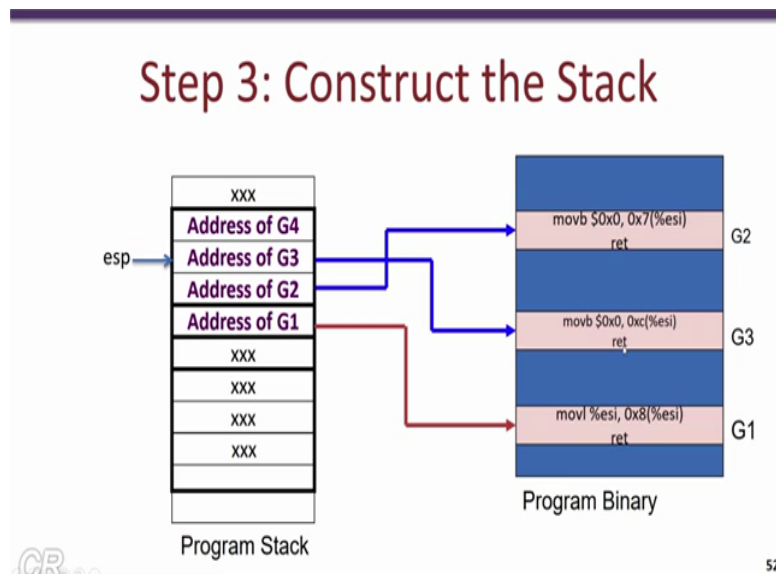 Step 3: Construct the Stack
xxx
Address of G4
esp
Address of G3
Address of G2
Address of G1
xxx
xxx
xxx
xxx
Program Stack
movb $0x0, 0x7(%esi)
ret
G2
movb $0x0, 0xc(%esi)
ret
G3
movl %esi, 0x8(%esi)
ret
G1
Program Binary
CR
52